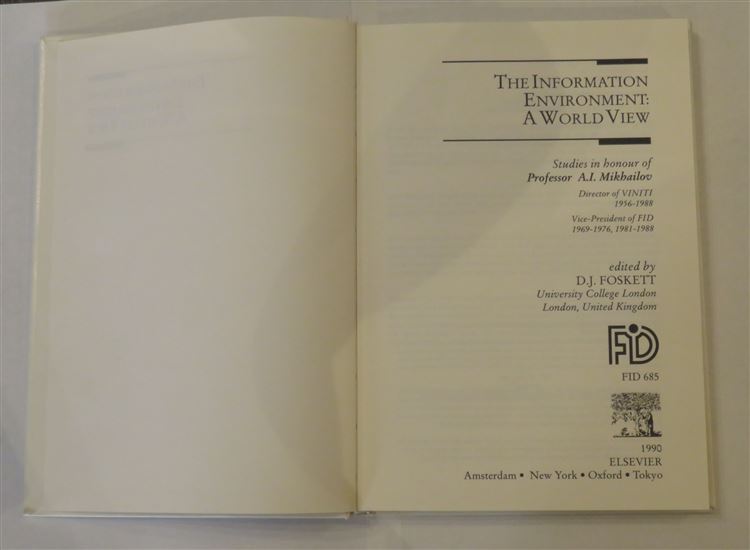 THE INFORMATION
ENVIRONMENT:
A WORLD VIEW
Studies in honour of
Professor A.I. Mikhailov
Director of VINITI
1956-1988
Vice-President of FID
1969-1976, 1981-1988
edited by
D.J. FOSKETT
University College London
London, United Kingdom
FID
FID 685
1990
ELSEVIER
Amsterdam ▪ New York ▪ Oxford ▪ Tokyo